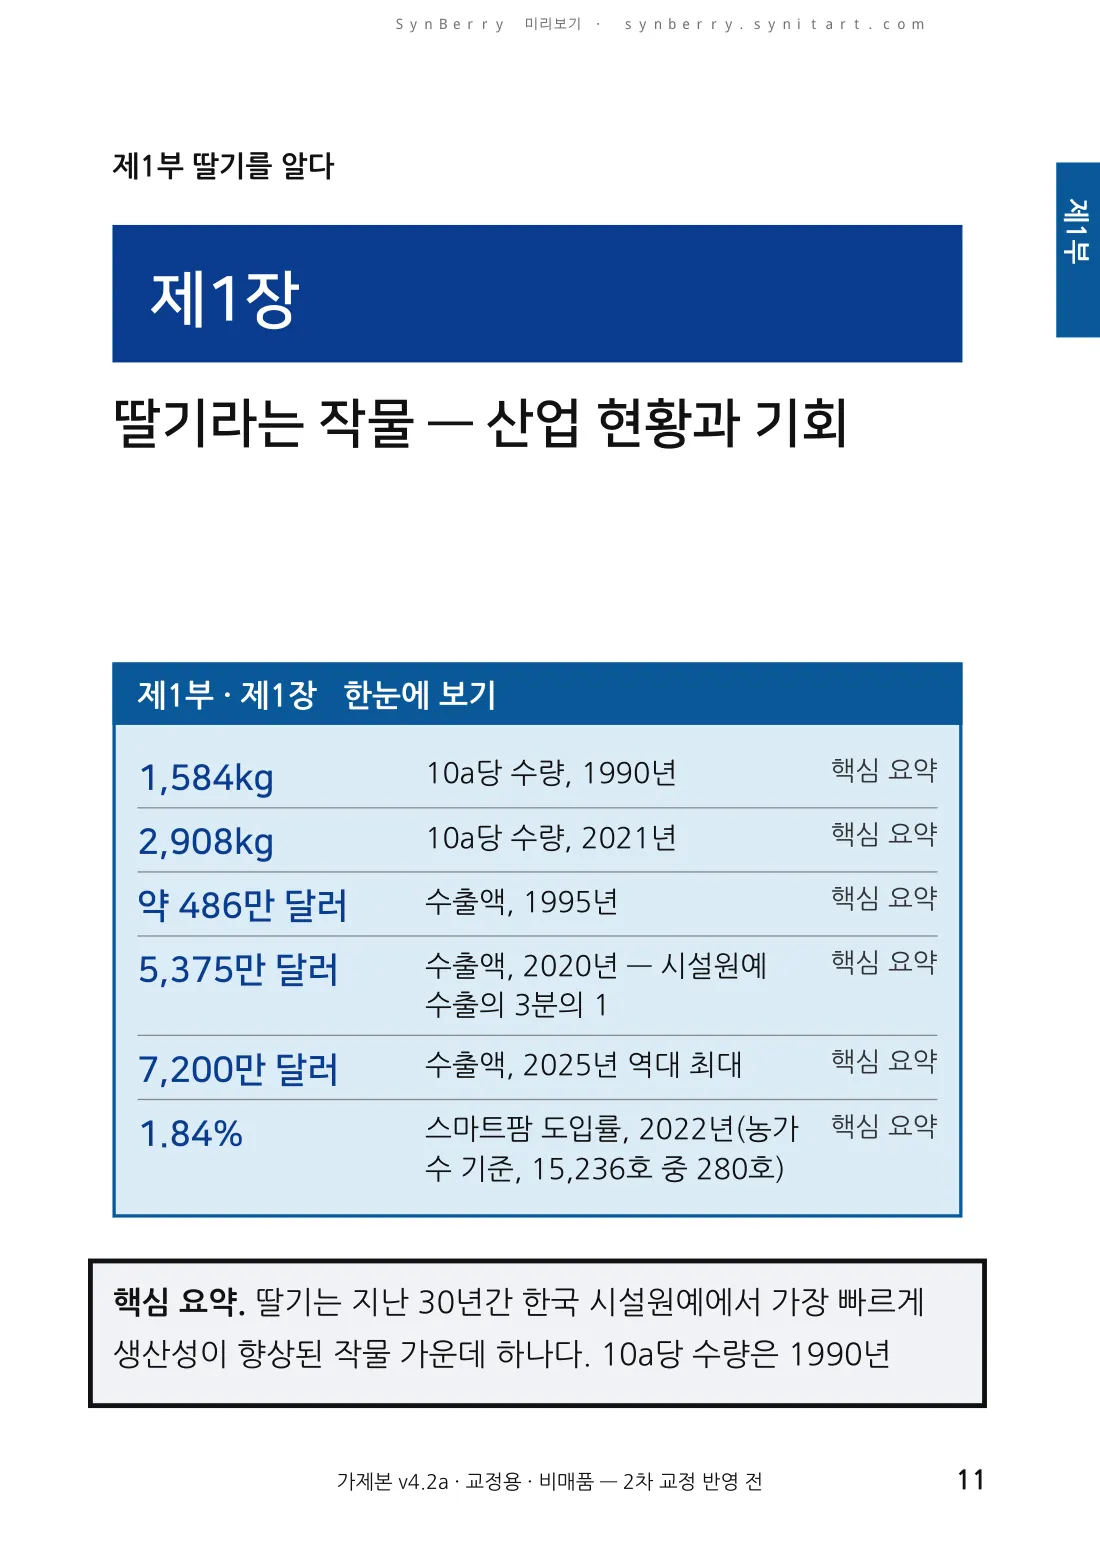 SynBerry 미리보기 · synberry.synitart.com
제1부 딸기를 알다
제1부
제1장
딸기라는 작물 — 산업 현황과 기회
제1부 · 제1장 한눈에 보기
1,584kg 10a당 수량, 1990년 핵심 요약
2,908kg 10a당 수량, 2021년 핵심 요약
약 486만 달러 수출액, 1995년 핵심 요약
5,375만 달러 수출액, 2020년 — 시설원예 핵심 요약
수출의 3분의 1
7,200만 달러 수출액, 2025년 역대 최대 핵심 요약
1.84% 스마트팜 도입률, 2022년(농가 핵심 요약
수 기준, 15,236호 중 280호)
핵심 요약. 딸기는 지난 30년간 한국 시설원예에서 가장 빠르게
생산성이 향상된 작물 가운데 하나다. 10a당 수량은 1990년
가제본 v4.2a · 교정용 · 비매품 — 2차 교정 반영 전 11